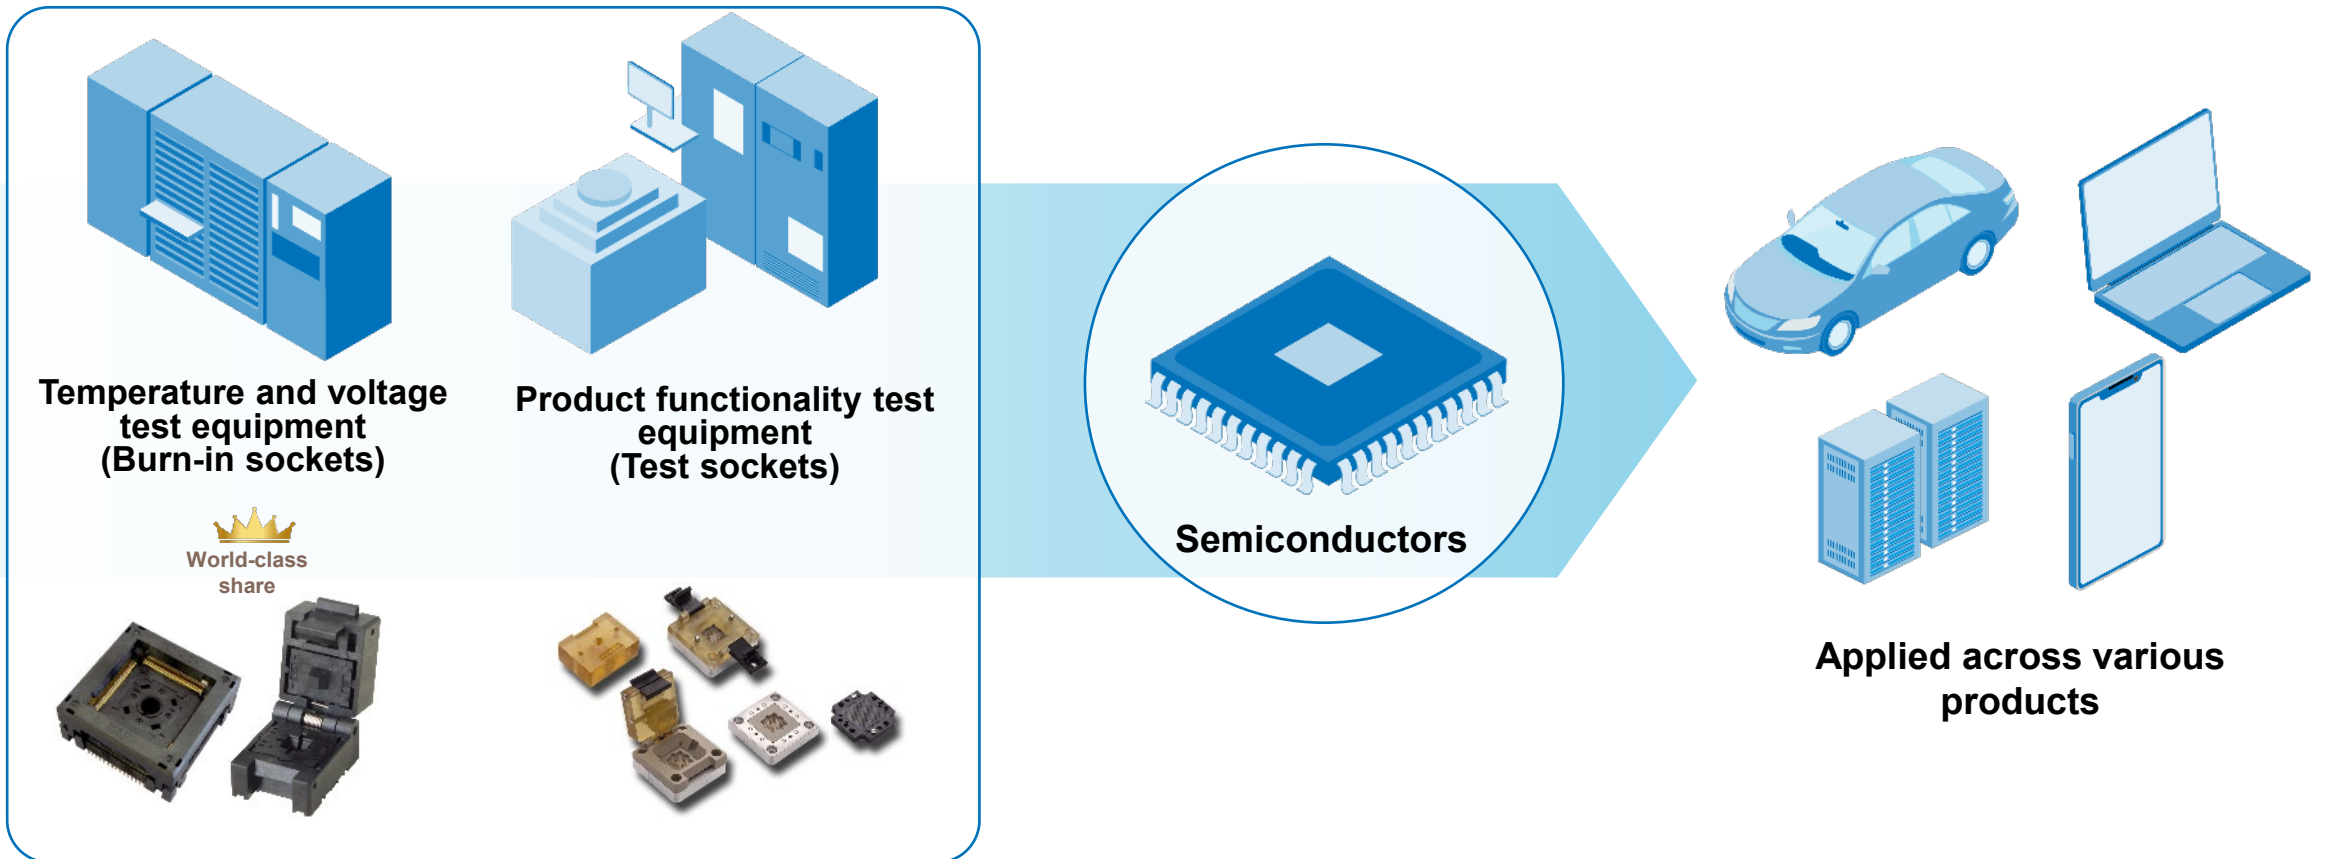 Temperature and voltage
test equipment
(Burn-in sockets)
Product functionality test
equipment
(Test sockets)
World-class
share
Semiconductors
Applied across various
products